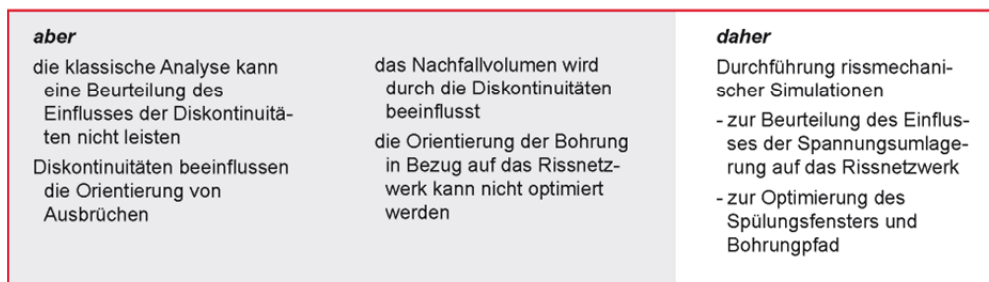 aber
die klassische Analyse kann
eine Beurteilung des
Einflusses der Diskontinuitä-
ten nicht leisten
Diskontinuitäten beeinflussen
die Orientierung von
Ausbrüchen
das Nachfallvolumen wird
durch die Diskontinuitäten
beeinflusst
die Orientierung der Bohrung
in Bezug auf das Rissnetz-
werk kann nicht optimiert
werden
daher
Durchführung rissmechani-
scher Simulationen
- zur Beurteilung des Einflus-
ses der Spannungsumlage-
rung auf das Rissnetzwerk
- zur Optimierung des
Spülungsfensters und
Bohrungpfad